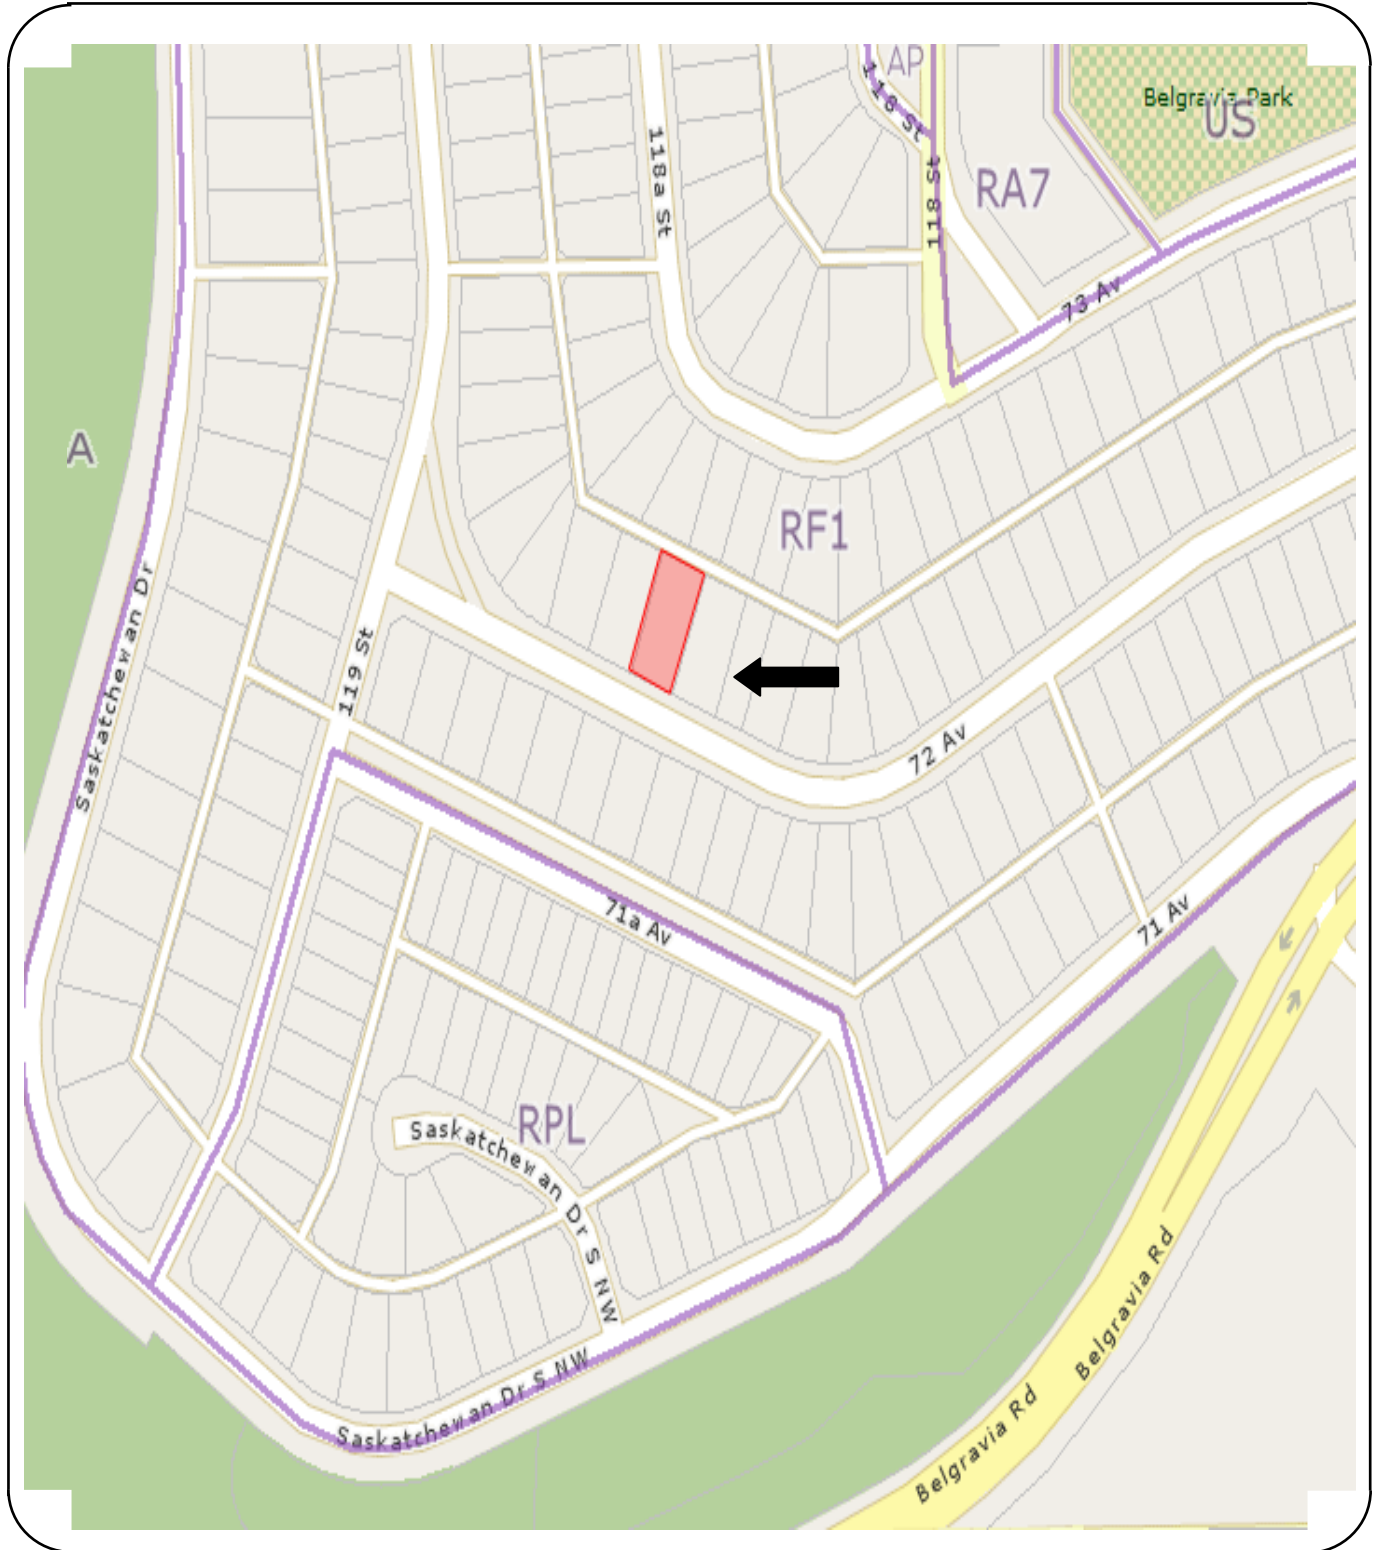 AP
Belgravia Park
US
118 St
118a St
118 St
RA7
73 Av
A
RF1
Saskatchewan Dr
119 St
72 Av
71a Av
71 Av
RPL
Saskatchewan Dr S NW
Saskatchewan Dr S NW
Belgravia Rd
Belgravia Rd